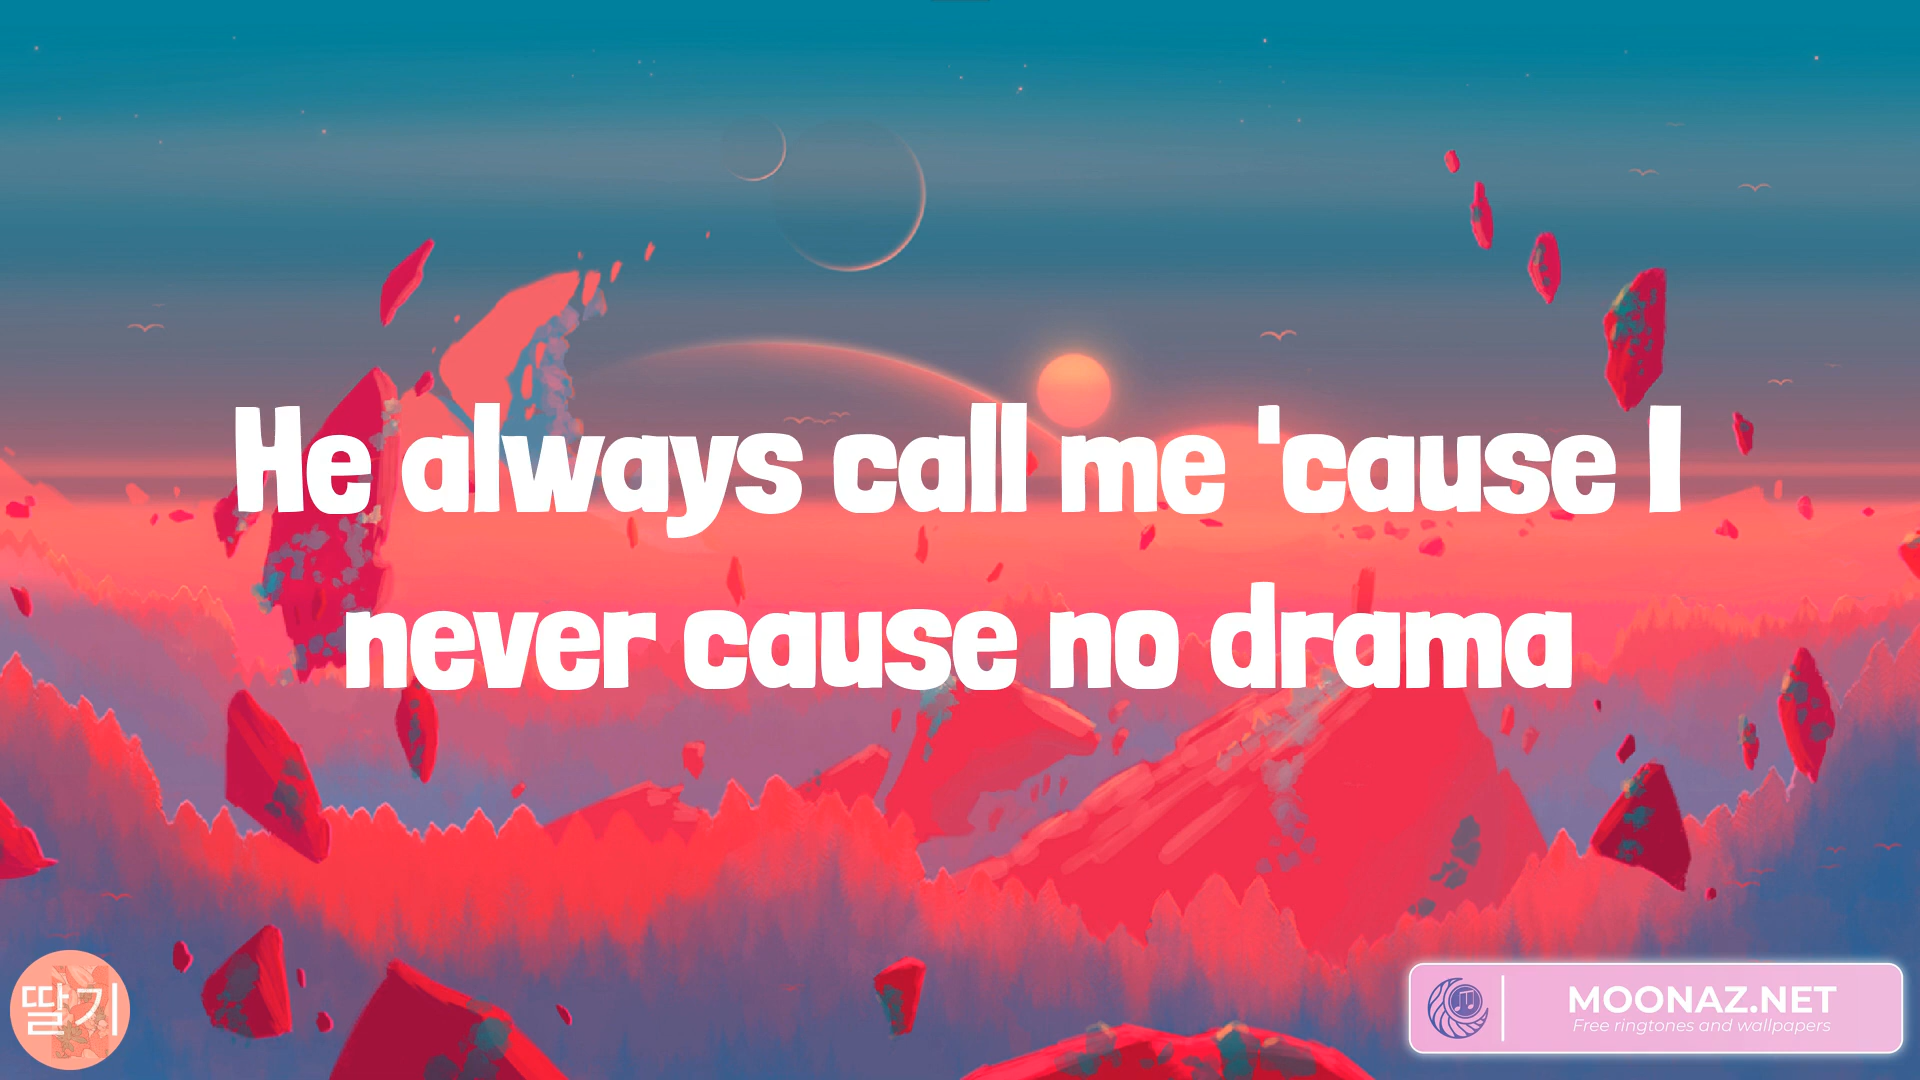 He always call me 'cause I
never cause no drama
딸기
MOONAZ.NET
Free ringtones and wallpapers